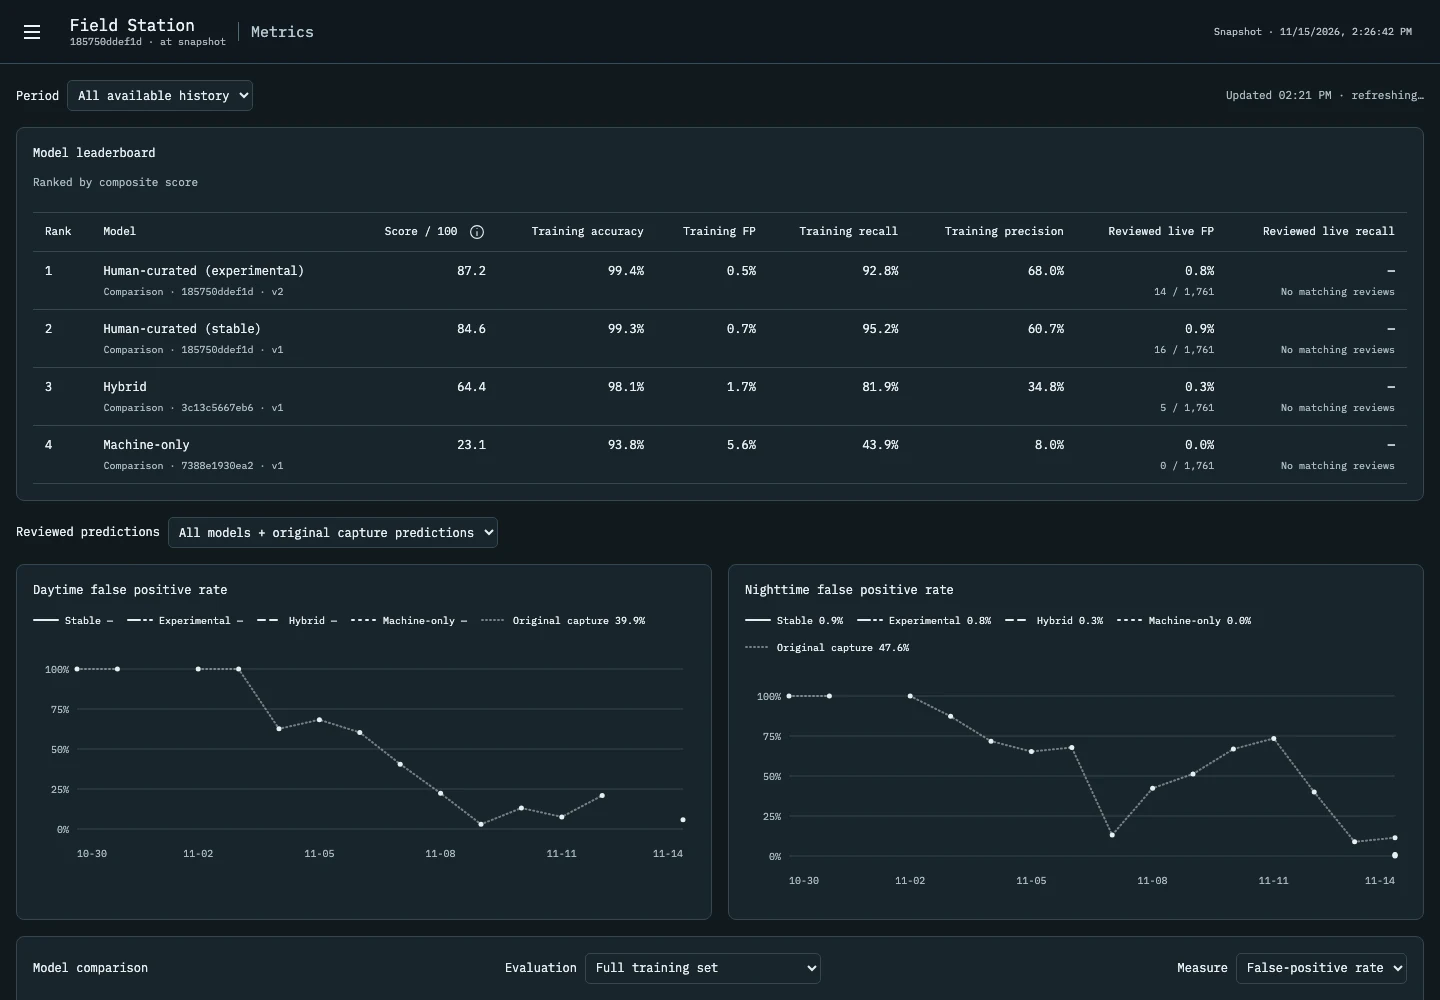 Field Station
185750ddef1d · at snapshot
Metrics
Snapshot · 11/15/2026, 2:26:42 PM
Period All available history
Updated 02:21 PM · refreshing…
Model leaderboard
Ranked by composite score
Rank Model Score / 100 Training accuracy Training FP Training recall Training precision Reviewed live FP Reviewed live recall
1 Human-curated (experimental) 87.2 99.4% 0.5% 92.8% 68.0% 0.8% —
Comparison · 185750ddef1d · v2 14 / 1,761 No matching reviews
2 Human-curated (stable) 84.6 99.3% 0.7% 95.2% 60.7% 0.9% —
Comparison · 185750ddef1d · v1 16 / 1,761 No matching reviews
3 Hybrid 64.4 98.1% 1.7% 81.9% 34.8% 0.3% —
Comparison · 3c13c5667eb6 · v1 5 / 1,761 No matching reviews
4 Machine-only 23.1 93.8% 5.6% 43.9% 8.0% 0.0% —
Comparison · 7388e1930ea2 · v1 0 / 1,761 No matching reviews
Reviewed predictions All models + original capture predictions
Daytime false positive rate
Stable — Experimental — Hybrid — Machine-only — Original capture 39.9%
100%
75%
50%
25%
0%
10-30 11-02 11-05 11-08 11-11 11-14
Nighttime false positive rate
Stable 0.9% Experimental 0.8% Hybrid 0.3% Machine-only 0.0%
Original capture 47.6%
100%
75%
50%
25%
0%
10-30 11-02 11-05 11-08 11-11 11-14
Model comparison
Evaluation Full training set
Measure False-positive rate